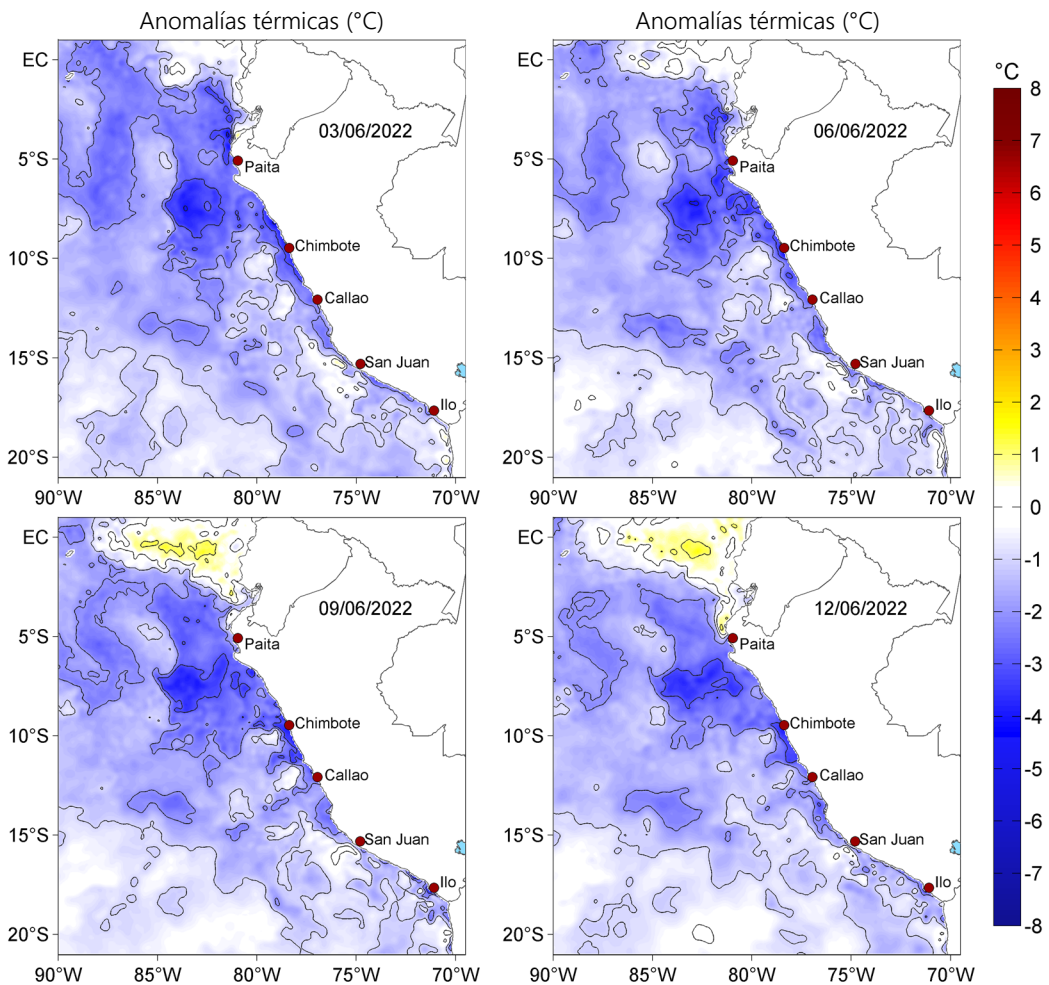 Anomalías térmicas (°C)
Anomalías térmicas (°C)
EC
5°S
10°S
15°S
20°S
90°W
85°W
80°W
75°W
70°W
03/06/2022
Paita
Chimbote
Callao
San Juan
Ilo
EC
5°S
10°S
15°S
20°S
90°W
85°W
80°W
75°W
70°W
06/06/2022
Paita
Chimbote
Callao
San Juan
Ilo
EC
5°S
10°S
15°S
20°S
90°W
85°W
80°W
75°W
70°W
09/06/2022
Paita
Chimbote
Callao
San Juan
Ilo
EC
5°S
10°S
15°S
20°S
90°W
85°W
80°W
75°W
70°W
12/06/2022
Paita
Chimbote
Callao
San Juan
Ilo
°C
8
7
6
5
4
3
2
1
0
-1
-2
-3
-4
-5
-6
-7
-8